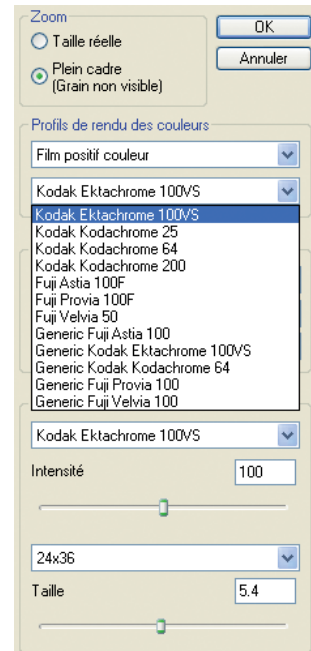 Zoom
Taille réelle
Plein cadre
(Grain non visible)
OK
Annuler
Profils de rendu des couleurs
Film positif couleur
Kodak Ektachrome 100VS
Kodak Ektachrome 100VS
Kodak Kodachrome 25
Kodak Kodachrome 64
Kodak Kodachrome 200
Fuji Astia 100F
Fuji Provia 100F
Fuji Velvia 50
Generic Fuji Astia 100
Generic Kodak Ektachrome 100VS
Generic Kodak Kodachrome 64
Generic Fuji Provia 100
Generic Fuji Velvia 100
Kodak Ektachrome 100VS
Intensité
100
24x36
Taille
5.4